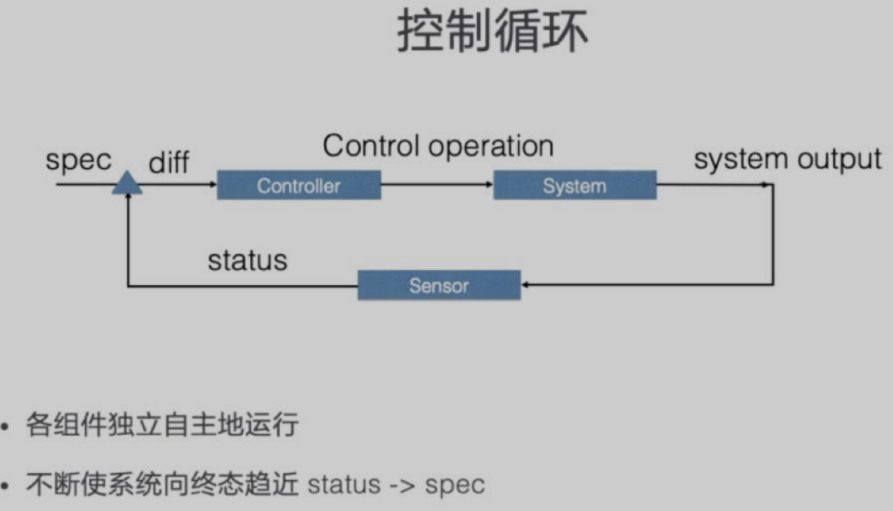 控制循环
spec
diff
Control operation
system output
Controller
System
status
Sensor
• 各组件独立自主地运行
• 不断使系统向终态趋近 status -> spec